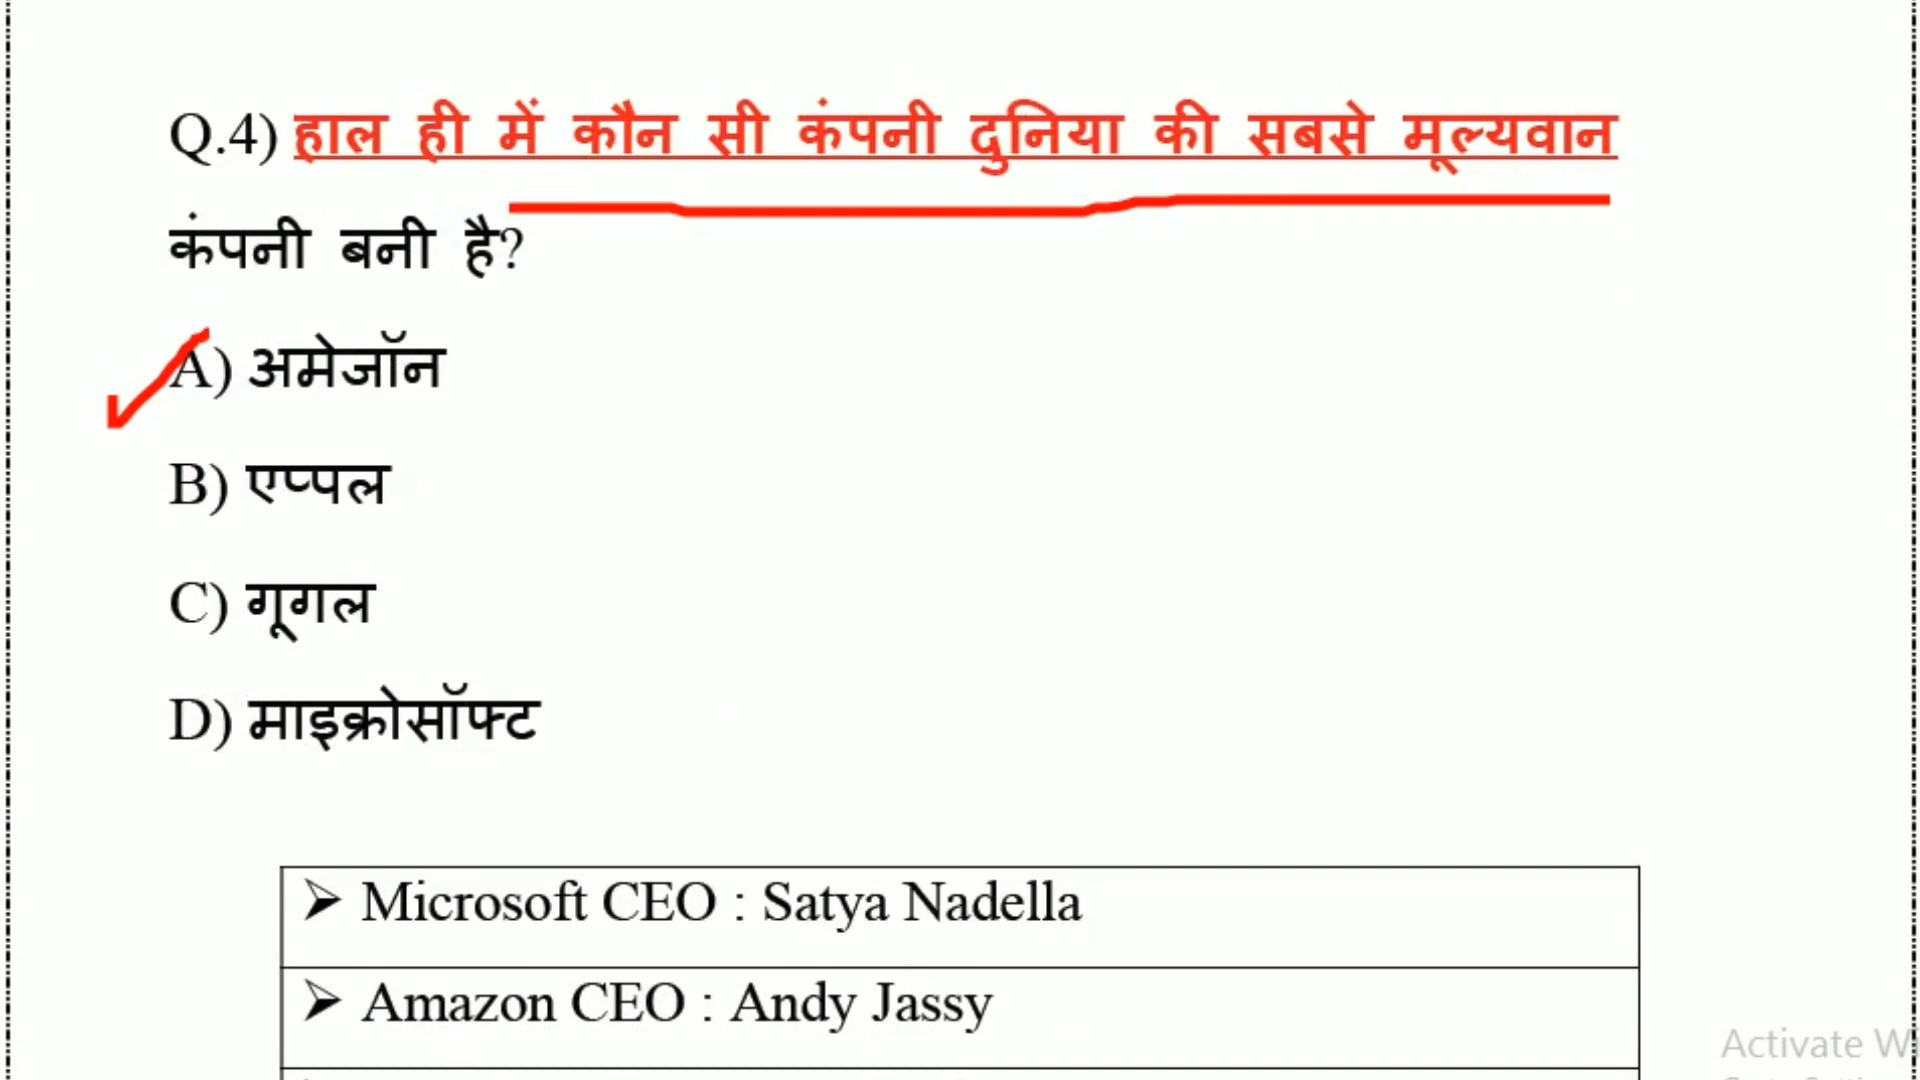 Q.4) हाल ही में कौन सी कंपनी दुनिया की सबसे मूल्यवान
कंपनी बनी है?
A) अमेजॉन
B) एप्पल
C) गूगल
D) माइक्रोसॉफ्ट
➢ Microsoft CEO : Satya Nadella
➢ Amazon CEO : Andy Jassy
Activate